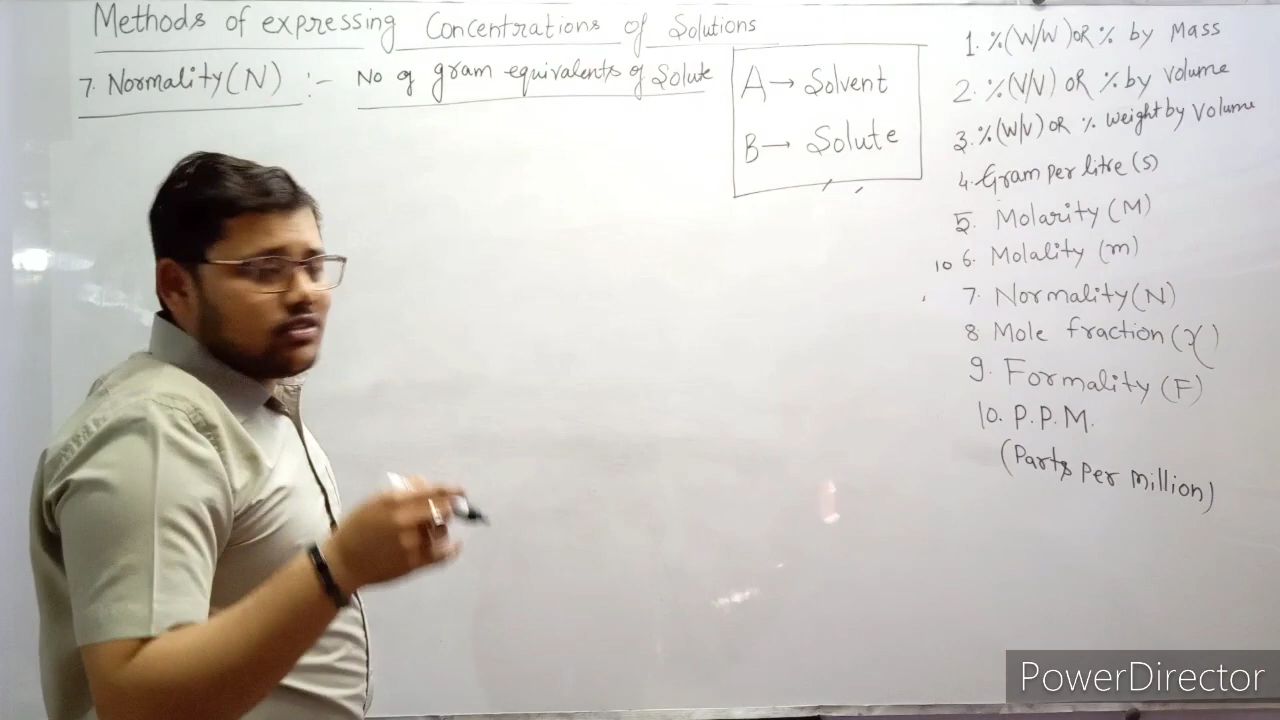 Methods of expressing Concentrations of Solutions
7. Normality (N) :- No of gram equivalents of Solute
A → Solvent
B → Solute
1. % (W/W) OR % by Mass
2. % (V/V) OR % by Volume
3. % (W/V) OR % weight by Volume
4. Gram per litre (S)
5. Molarity (M)
10 6. Molality (m)
7. Normality (N)
8 Mole fraction (χ)
9. Formality (F)
10. P.P.M.
(Parts Per Million)
PowerDirector